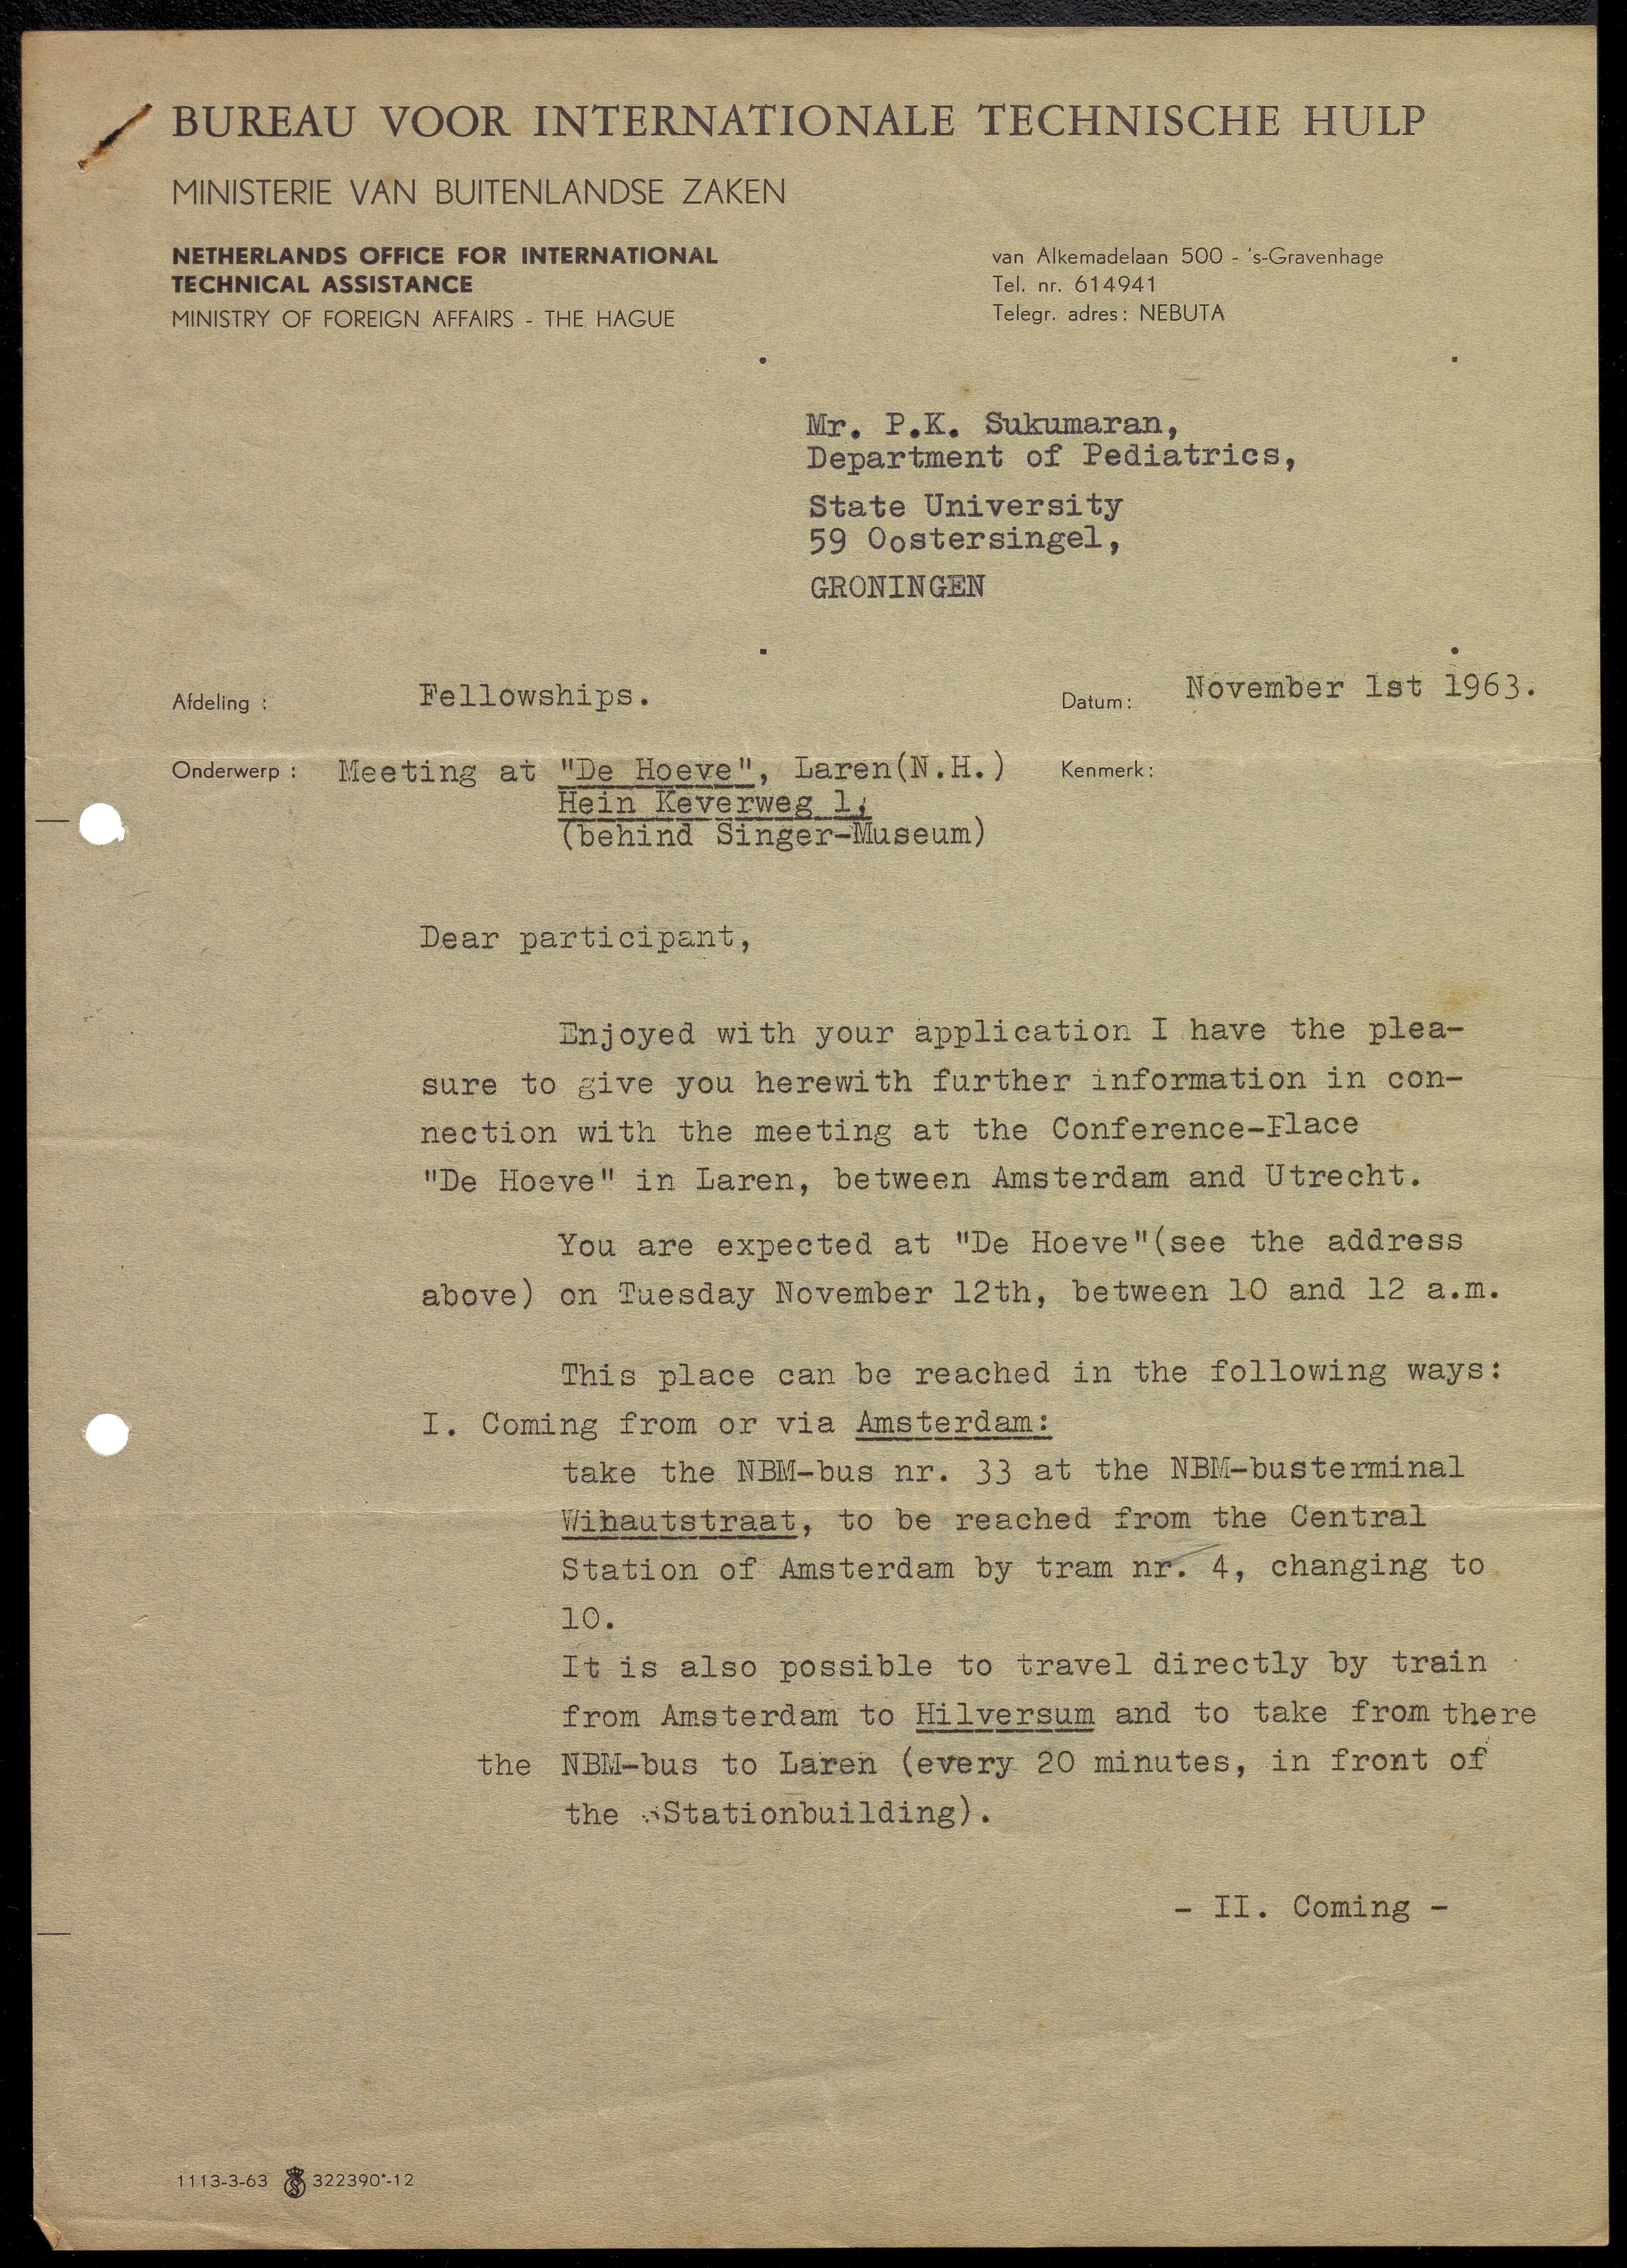 BUREAU VOOR INTERNATIONALE TECHNISCHE HULP
MINISTERIE VAN BUITENLANDSE ZAKEN
NETHERLANDS OFFICE FOR INTERNATIONAL
TECHNICAL ASSISTANCE
MINISTRY OF FOREIGN AFFAIRS - THE HAGUE
van Alkemadelaan 500 - 's-Gravenhage
Tel. nr. 614941
Telegr. adres: NEBUTA
Mr. P.K. Sukumaran,
Department of Pediatrics,
State University
59 Oostersingel,
GRONINGEN
Afdeling : Fellowships.
Datum: November 1st 1963.
Onderwerp : Meeting at "De Hoeve", Laren(N.H.)
Kenmerk:
Hein Keverweg 1,
(behind Singer-Museum)
Dear participant,
Enjoyed with your application I have the plea-
sure to give you herewith further information in con-
nection with the meeting at the Conference-Place
"De Hoeve" in Laren, between Amsterdam and Utrecht.
You are expected at "De Hoeve"(see the address
above) on Tuesday November 12th, between 10 and 12 a.m.
This place can be reached in the following ways:
I. Coming from or via Amsterdam:
take the NBM-bus nr. 33 at the NBM-busterminal
Wibautstraat, to be reached from the Central
Station of Amsterdam by tram nr. 4, changing to
10.
It is also possible to travel directly by train
from Amsterdam to Hilversum and to take from there
the NBM-bus to Laren (every 20 minutes, in front of
the Stationbuilding).
- II. Coming -
1113-3-63 322390*-12